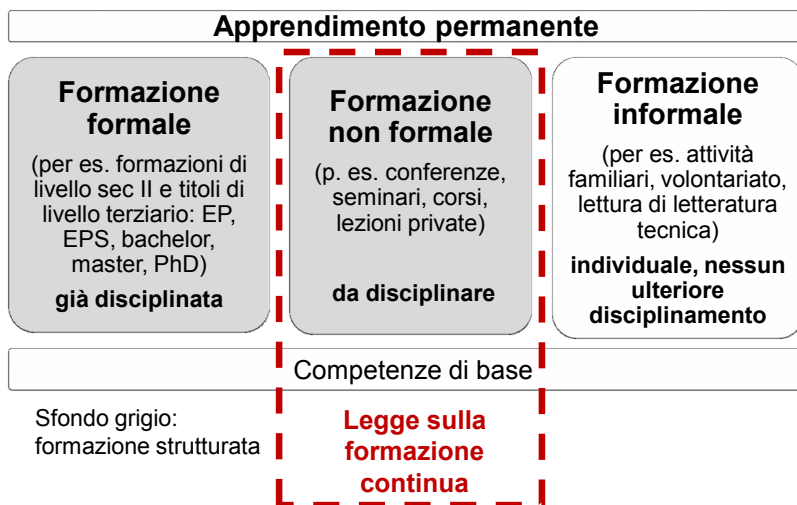 Apprendimento permanente
Formazione
formale
(per es. formazioni di
livello sec II e titoli di
livello terziario: EP,
EPS, bachelor,
master, PhD)
già disciplinata
Formazione
non formale
(p. es. conferenze,
seminari, corsi,
lezioni private)
da disciplinare
Formazione
informale
(per es. attività
familiari, volontariato,
lettura di letteratura
tecnica)
individuale, nessun
ulteriore
disciplinamento
Competenze di base
Sfondo grigio:
formazione strutturata
Legge sulla
formazione
continua